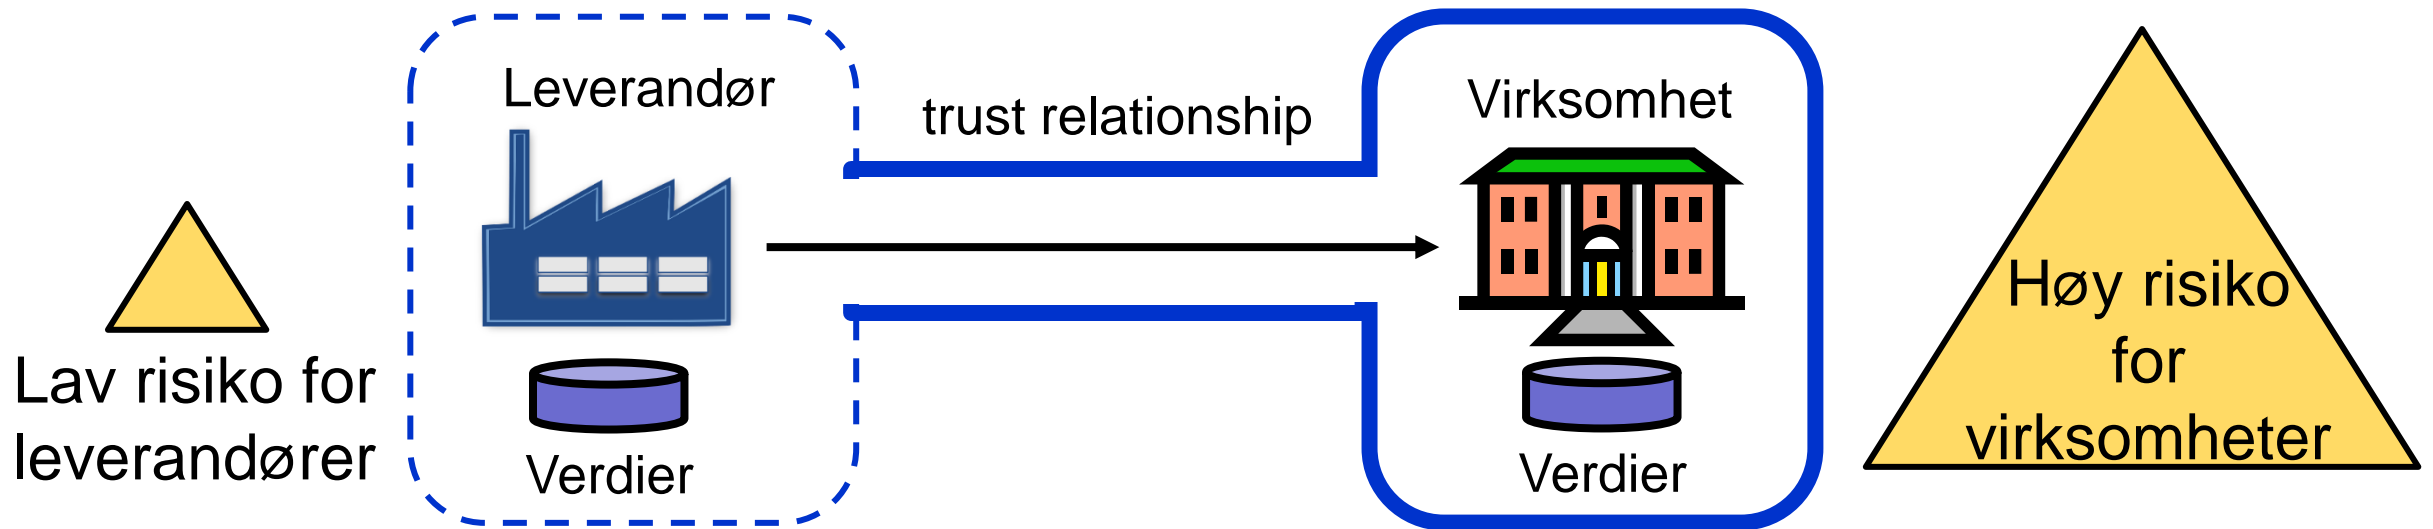 Leverandør
trust relationship
Virksomhet
Lav risiko for
leverandører
Verdier
Verdier
Høy risiko
for
virksomheter